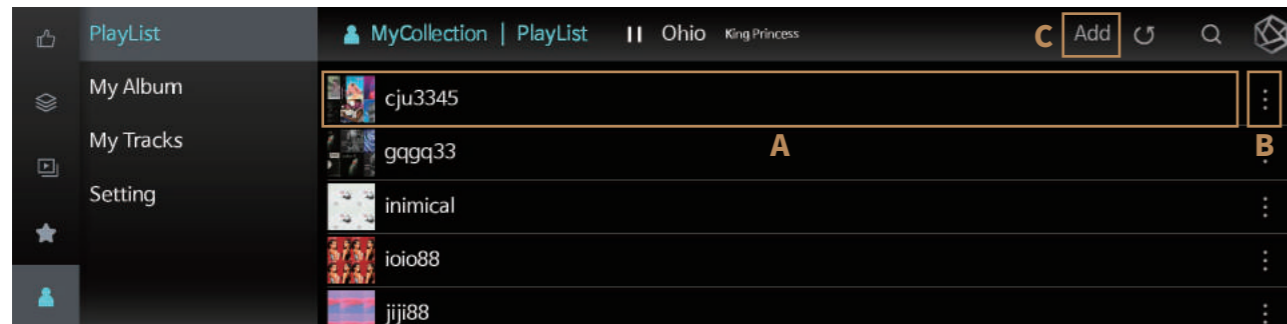 PlayList
MyCollection | PlayList
Ohio King Princess
C
Add
My Album
My Tracks
Setting
cju3345
A
B
gqgq33
inimical
ioio88
jiji88